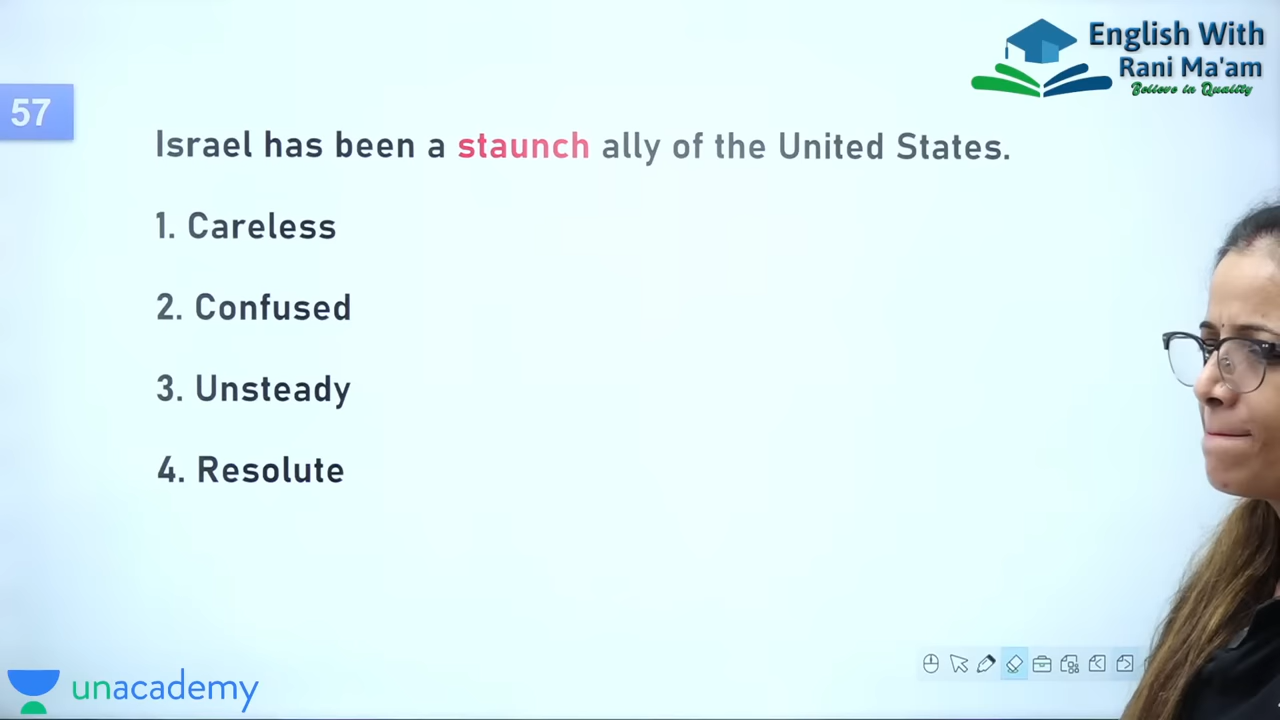 English With
Rani Ma'am
Believe in Quality
57
Israel has been a staunch ally of the United States.
1. Careless
2. Confused
3. Unsteady
4. Resolute
unacademy